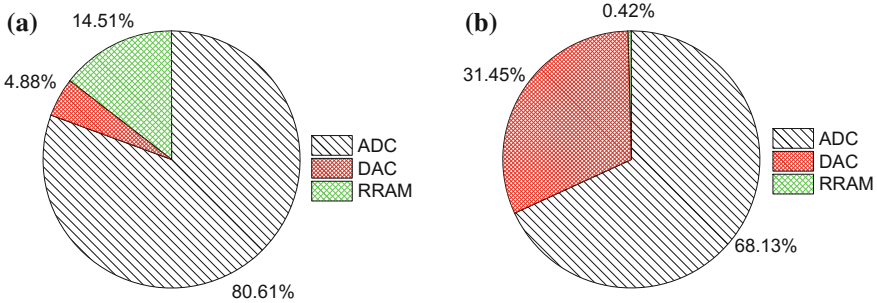 (a)
14.51%
4.88%
80.61%
ADC
DAC
RRAM
(b)
0.42%
31.45%
68.13%
ADC
DAC
RRAM